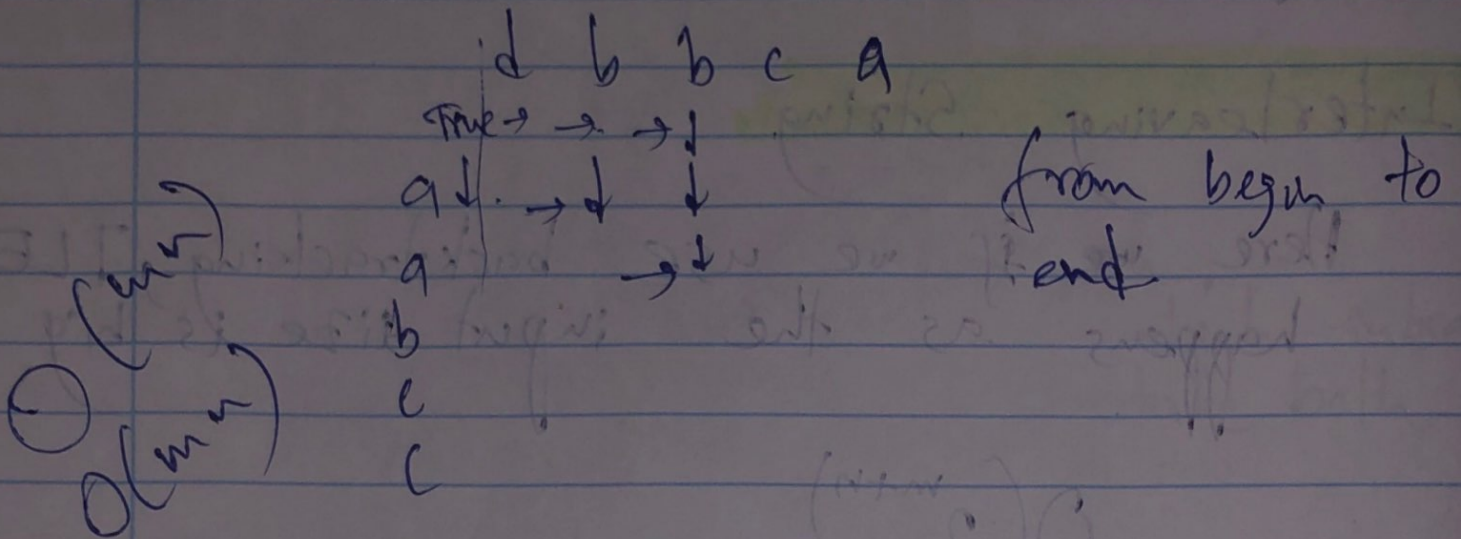 d b b c a
True → → → ↓
a ↓ → ↓ ↓ from begin to
a → ↓ end
b
c
c
Θ(mn)
O(mn)